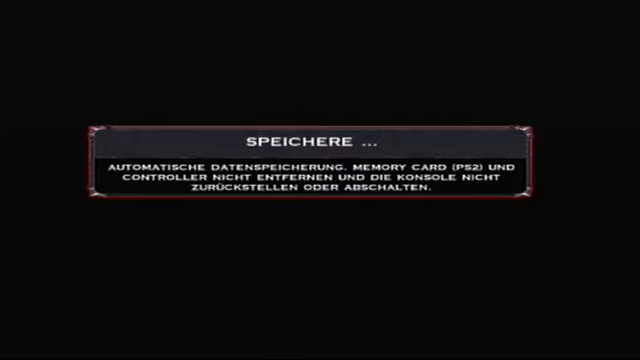 SPEICHERE ...
AUTOMATISCHE DATENSPEICHERUNG. MEMORY CARD (PS2) UND
CONTROLLER NICHT ENTFERNEN UND DIE KONSOLE NICHT
ZURÜCKSTELLEN ODER ABSCHALTEN.